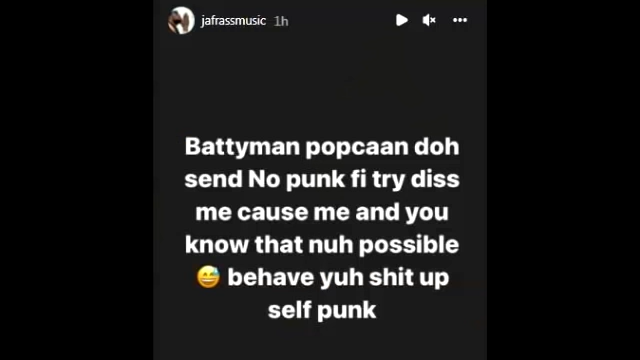 jafrassmusic 1h
Battyman popcaan doh
send No punk fi try diss
me cause me and you
know that nuh possible
😅 behave yuh shit up
self punk